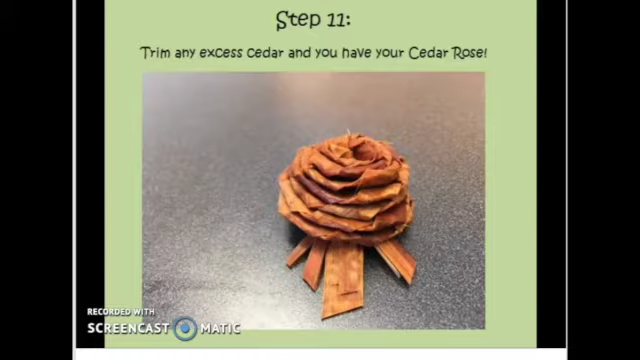 Step 11:
Trim any excess cedar and you have your Cedar Rose!
RECORDED WITH
SCREENCAST MATIC